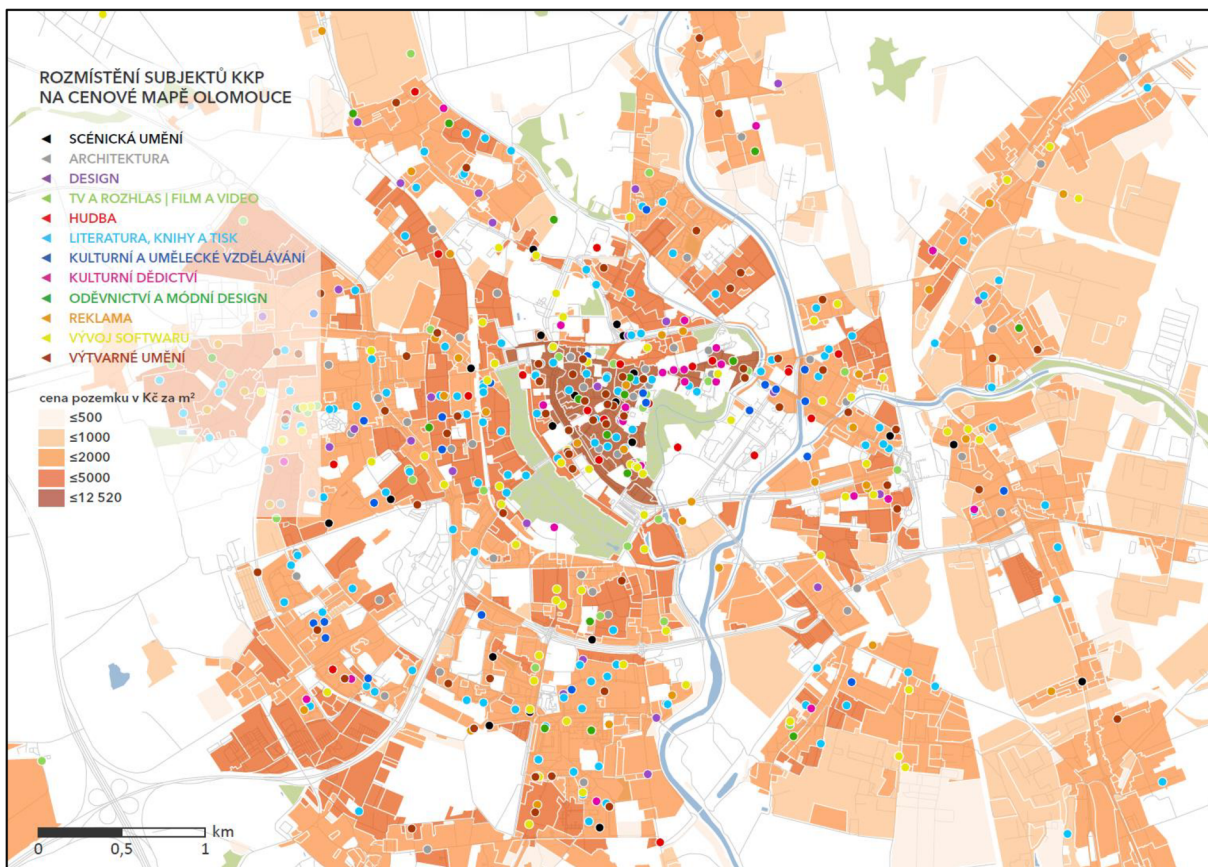 ROZMÍSTĚNÍ SUBJEKTŮ KKP
NA CENOVÉ MAPĚ OLOMOUCE
SCÉNICKÁ UMĚNÍ
ARCHITEKTURA
DESIGN
TV A ROZHLAS | FILM A VIDEO
HUDBA
LITERATURA, KNIHY A TISK
KULTURNÍ A UMĚLECKÉ VZDĚLÁVÁNÍ
KULTURNÍ DĚDICTVÍ
ODĚVNICTVÍ A MÓDNÍ DESIGN
REKLAMA
VÝVOJ SOFTWARU
VÝTVARNÉ UMĚNÍ
cena pozemku v Kč za m²
≤500
≤1000
≤2000
≤5000
≤12 520
km
0 0,5 1